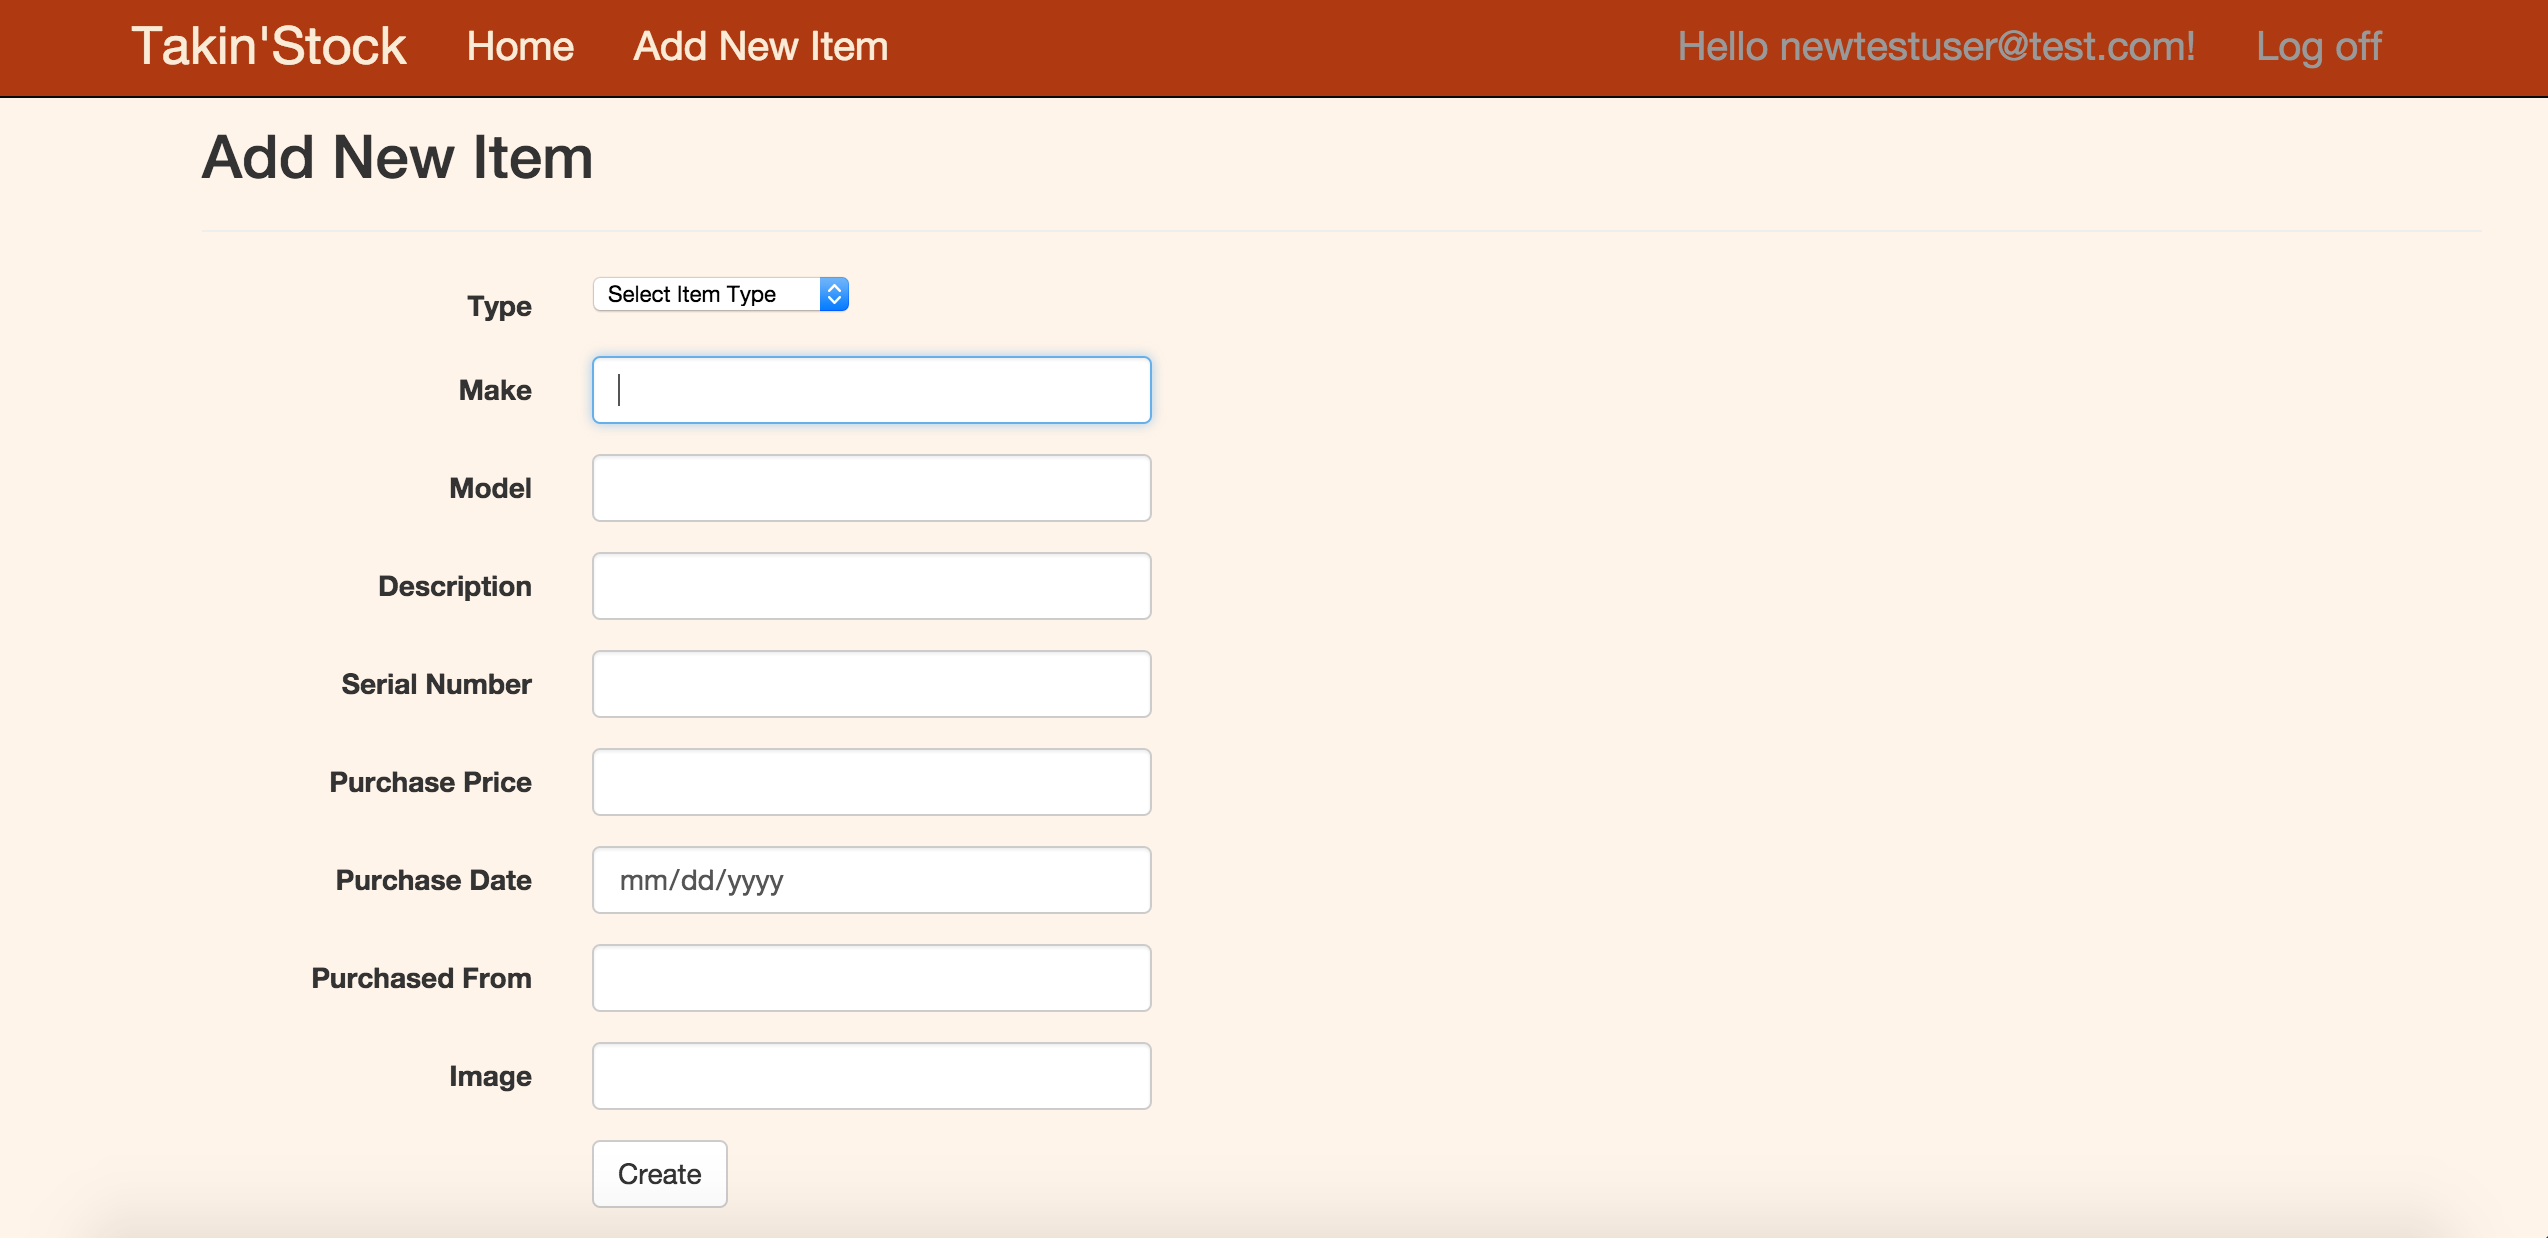 Takin'Stock Home Add New Item Hello newtestuser@test.com! Log off
Add New Item
Type Select Item Type
Make
Model
Description
Serial Number
Purchase Price
Purchase Date mm/dd/yyyy
Purchased From
Image
Create